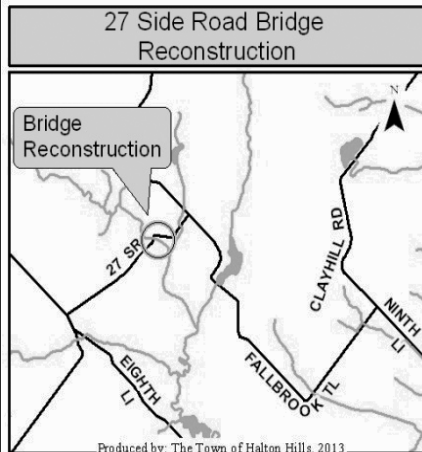 27 Side Road Bridge
Reconstruction
N
Bridge
Reconstruction
27 SR
CLAYHILL RD
NINTH
LI
EIGHTH
LI
FALLBROOK TL
Produced by: The Town of Halton Hills, 2013